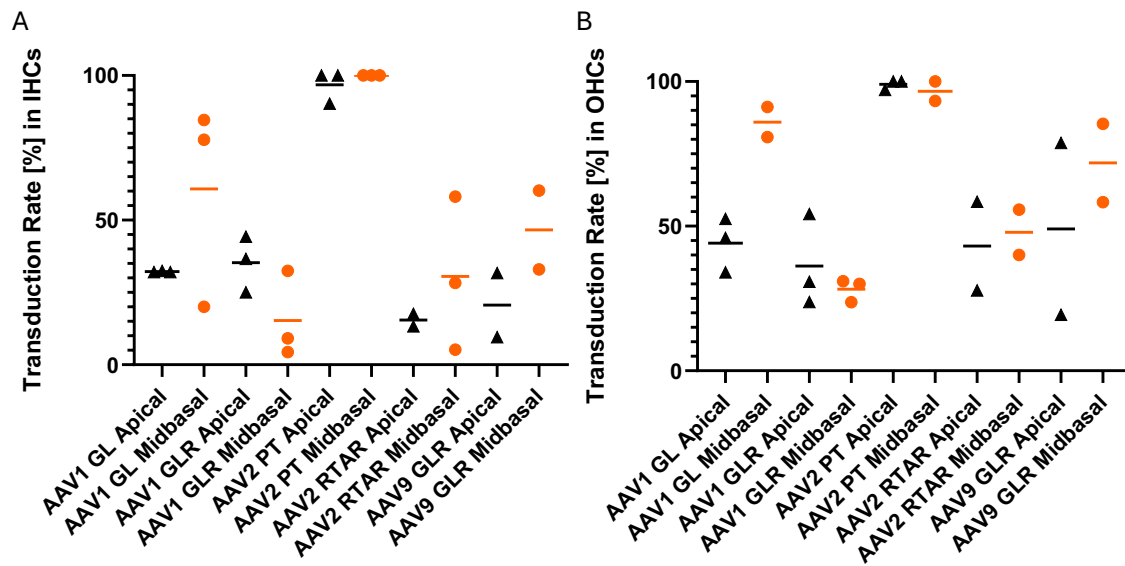 A
Transduction Rate [%] in IHCs
100
50
0
AAV1 GL Apical
AAV1 GL Midbasal
AAV1 GLR Apical
AAV1 GLR Midbasal
AAV2 PT Apical
AAV2 PT Midbasal
AAV2 RTAR Apical
AAV2 RTAR Midbasal
AAV9 GLR Apical
AAV9 GLR Midbasal
B
Transduction Rate [%] in OHCs
100
50
0
AAV1 GL Apical
AAV1 GL Midbasal
AAV1 GLR Apical
AAV1 GLR Midbasal
AAV2 PT Apical
AAV2 PT Midbasal
AAV2 RTAR Apical
AAV2 RTAR Midbasal
AAV9 GLR Apical
AAV9 GLR Midbasal